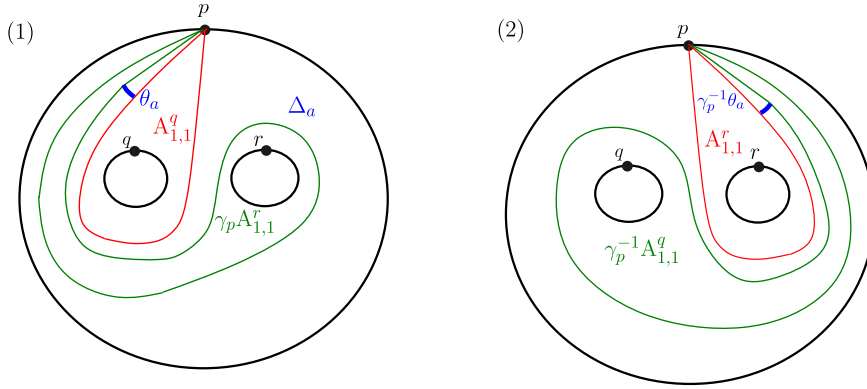 (1)
p
θ_a
Δ_a
A^q_{1,1}
q
r
γ_p A^r_{1,1}
(2)
p
γ_p^{-1}θ_a
A^r_{1,1}
q
r
γ_p^{-1}A^q_{1,1}